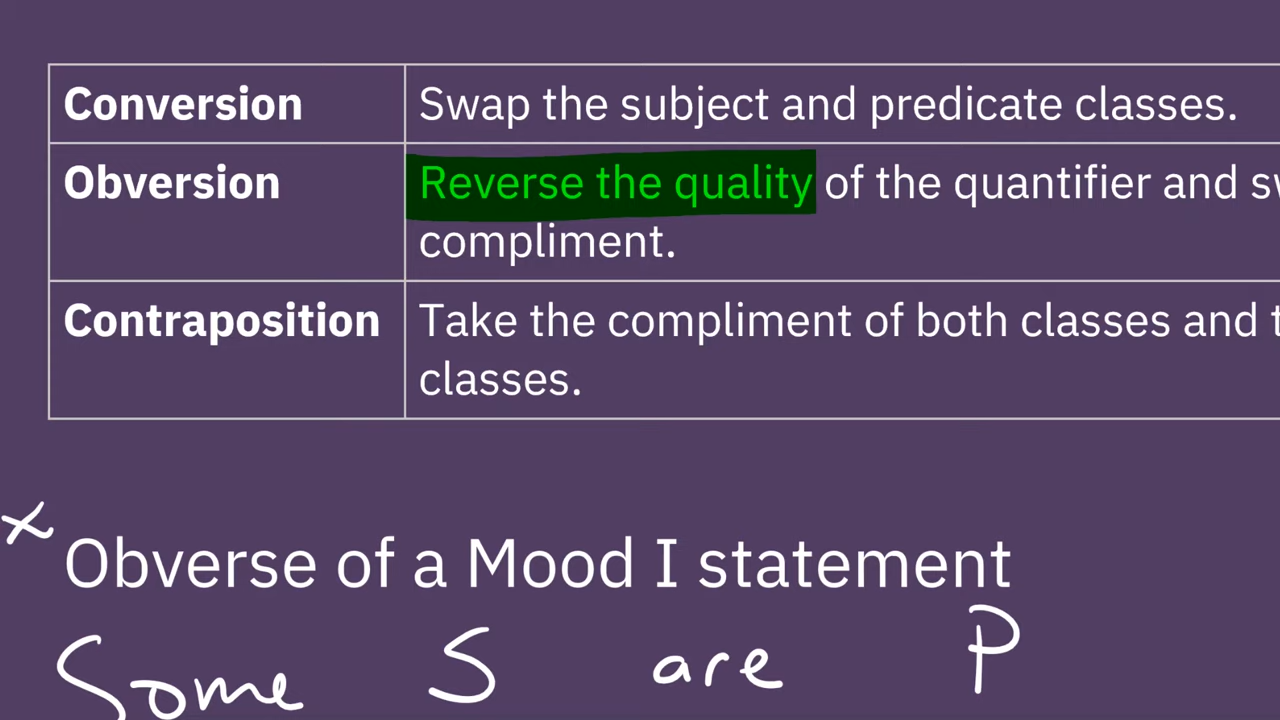 Conversion Swap the subject and predicate classes.
Obversion Reverse the quality of the quantifier and
compliment.
Contraposition Take the compliment of both classes and
classes.
x
Obverse of a Mood I statement
Some S are P